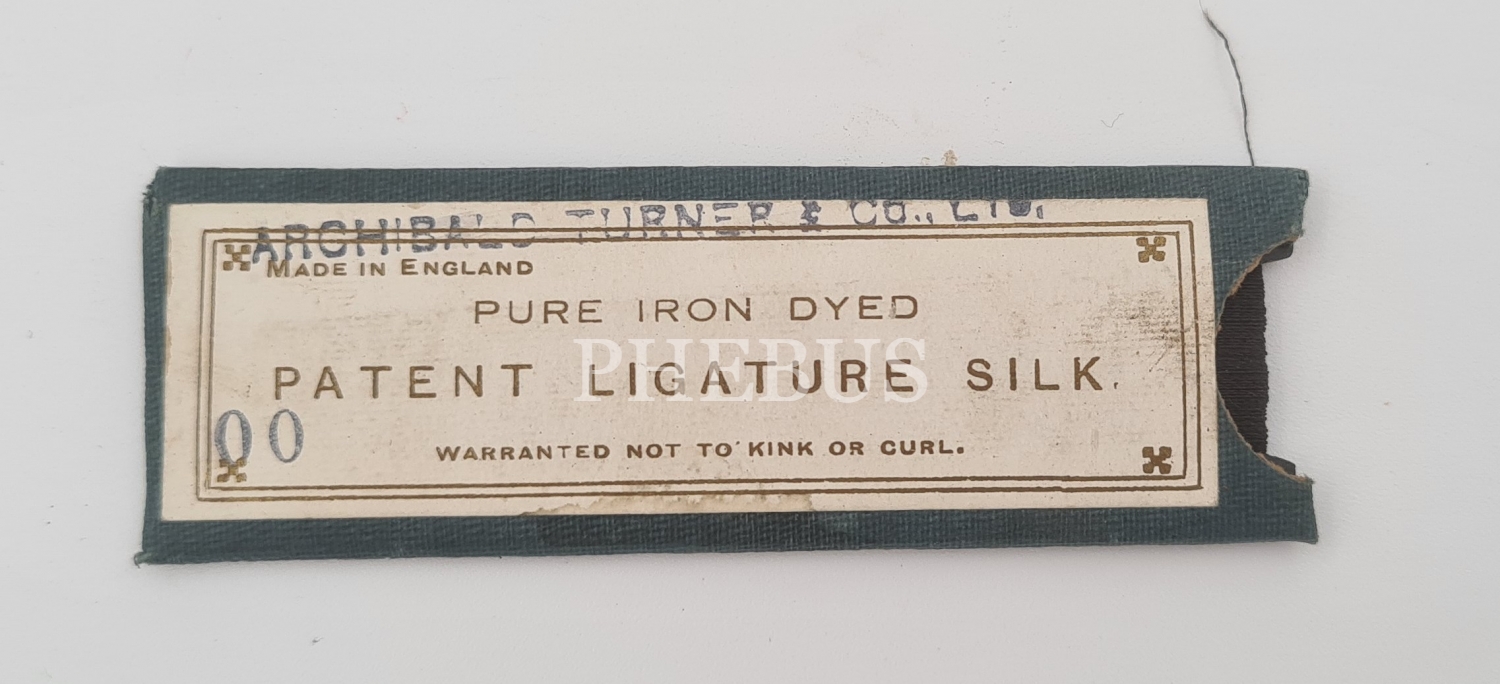 ARCHIBALD TURNER & CO., LTD.
MADE IN ENGLAND
PURE IRON DYED
PATENT LIGATURE SILK.
PHEBUS
00
WARRANTED NOT TO KINK OR CURL.